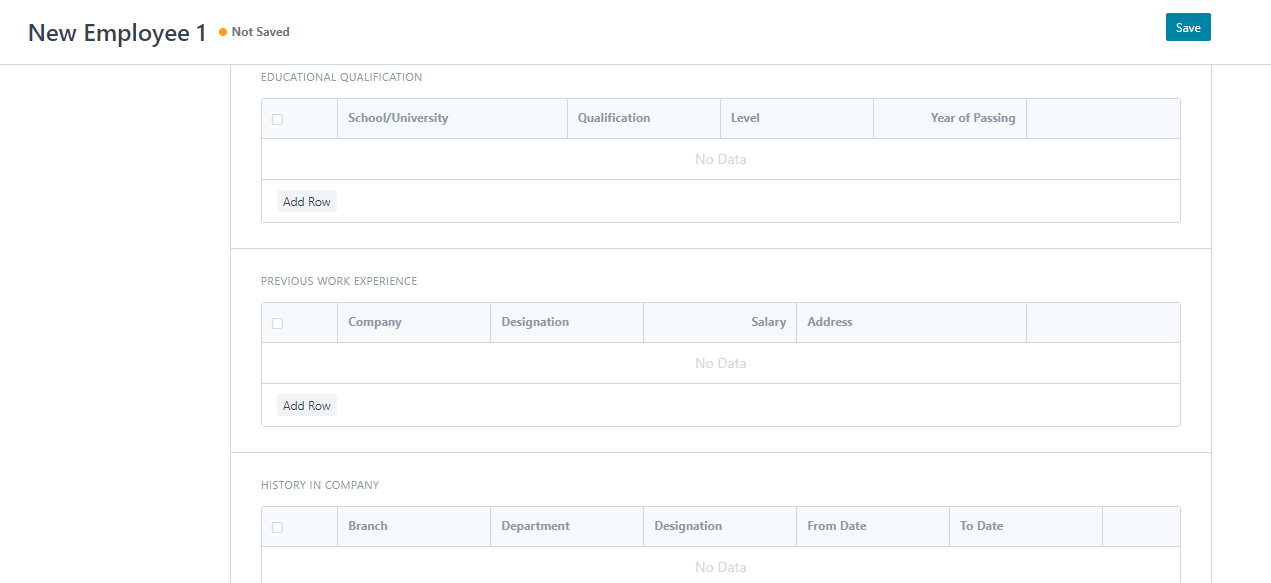 New Employee 1 Not Saved Save
EDUCATIONAL QUALIFICATION
School/University Qualification Level Year of Passing
No Data
Add Row
PREVIOUS WORK EXPERIENCE
Company Designation Salary Address
No Data
Add Row
HISTORY IN COMPANY
Branch Department Designation From Date To Date
No Data